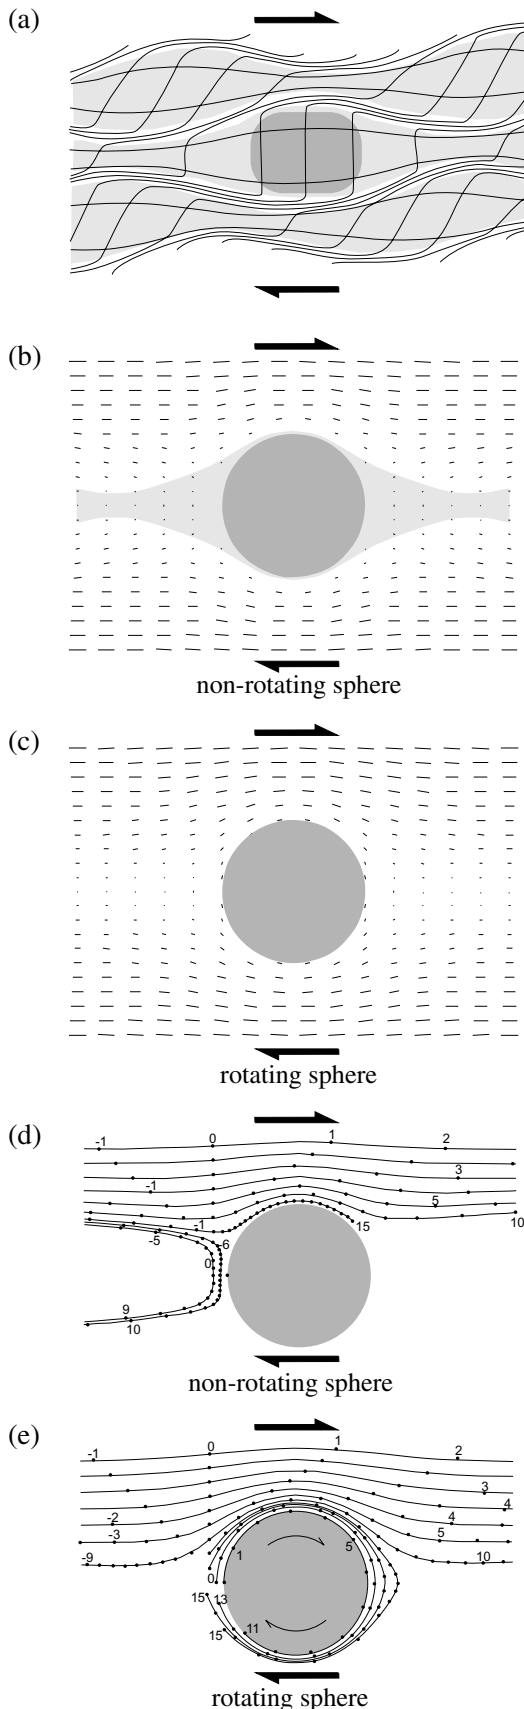 (a)
(b)
non-rotating sphere
(c)
rotating sphere
(d)
-1 0 1 2
-1 3
-1 5
15 10
-5 -6
0
9
10
non-rotating sphere
(e)
-1 0 1 2
3
-2 4 4
-3 5
-9 1 5 10
0
15 13
15 11
rotating sphere